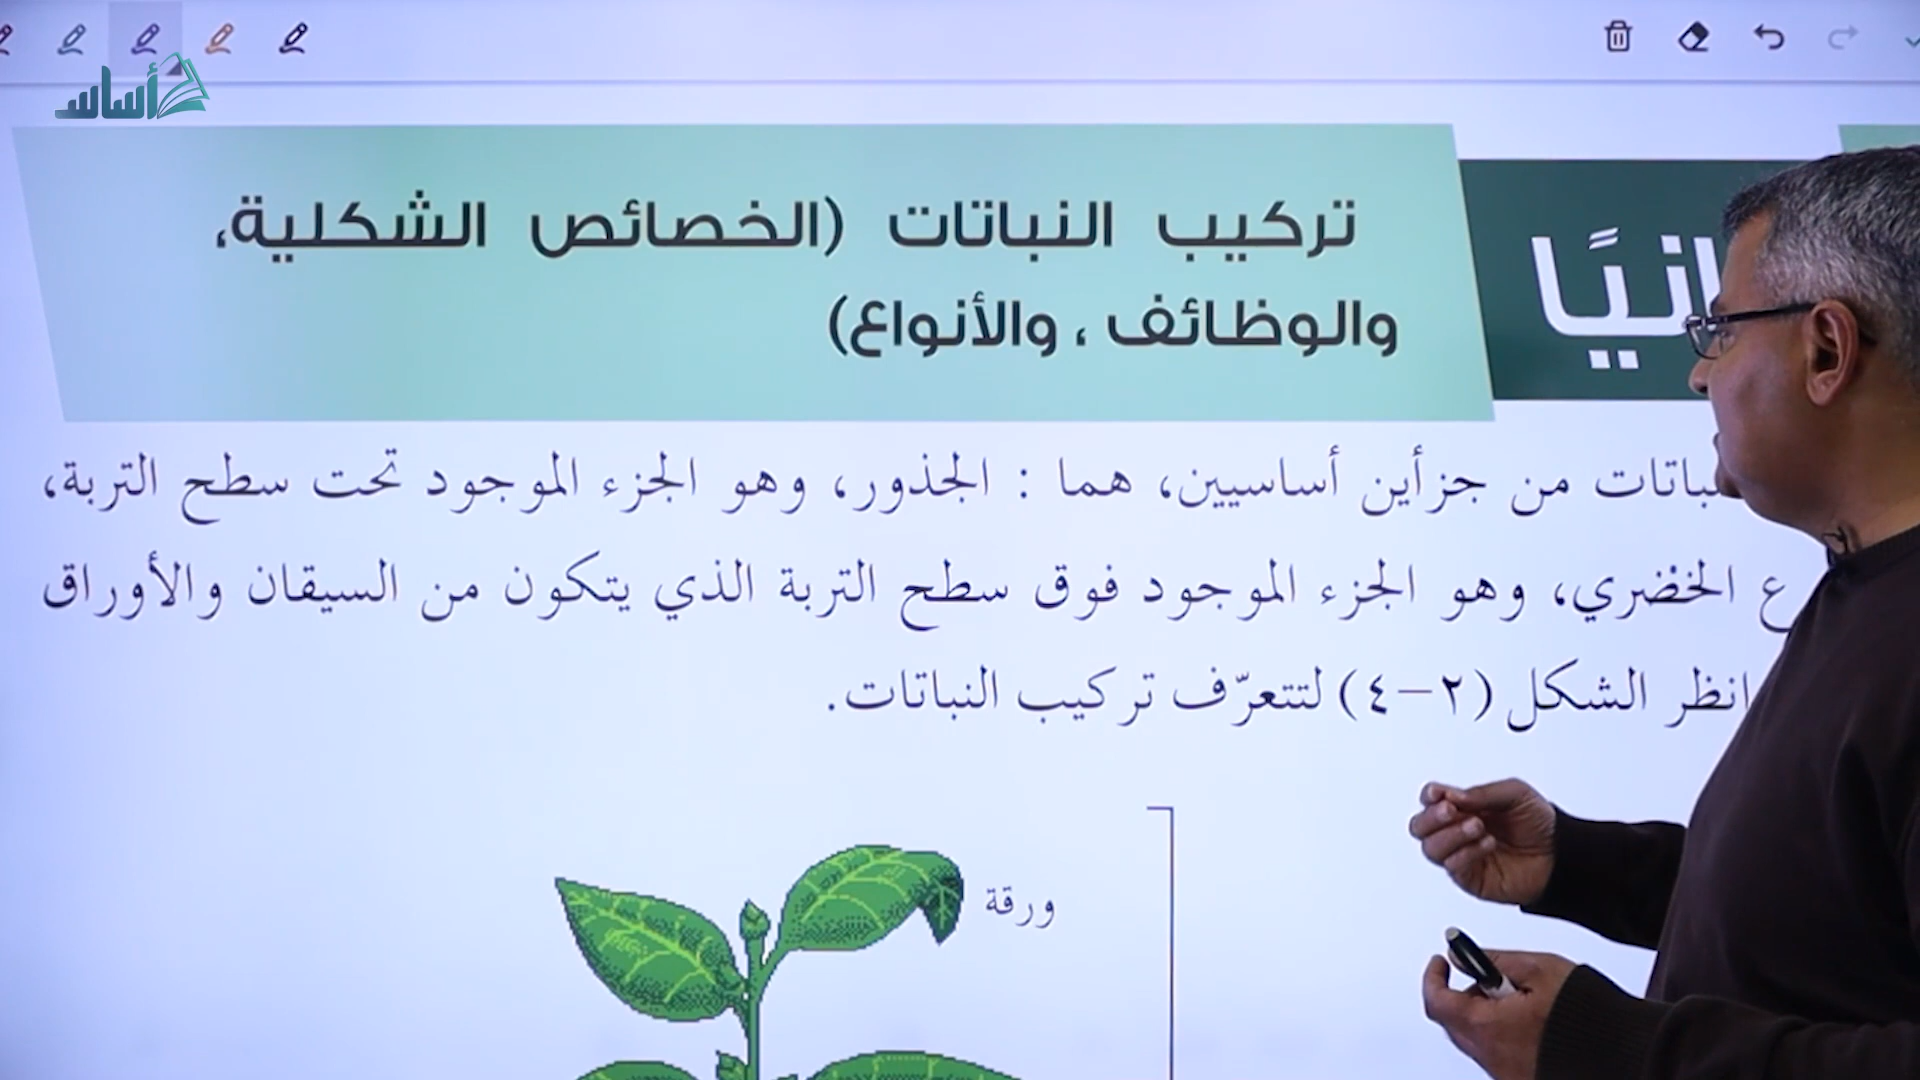 أساس
تركيب النباتات (الخصائص الشكلية،
والوظائف ، والأنواع)
من جزأين أساسيين، هما : الجذور، وهو الجزء الموجود تحت سطح التربة،
الخضري، وهو الجزء الموجود فوق سطح التربة الذي يتكون من السيقان والأوراق
انظر الشكل (٢–٤) لتتعرّف تركيب النباتات.
ورقة